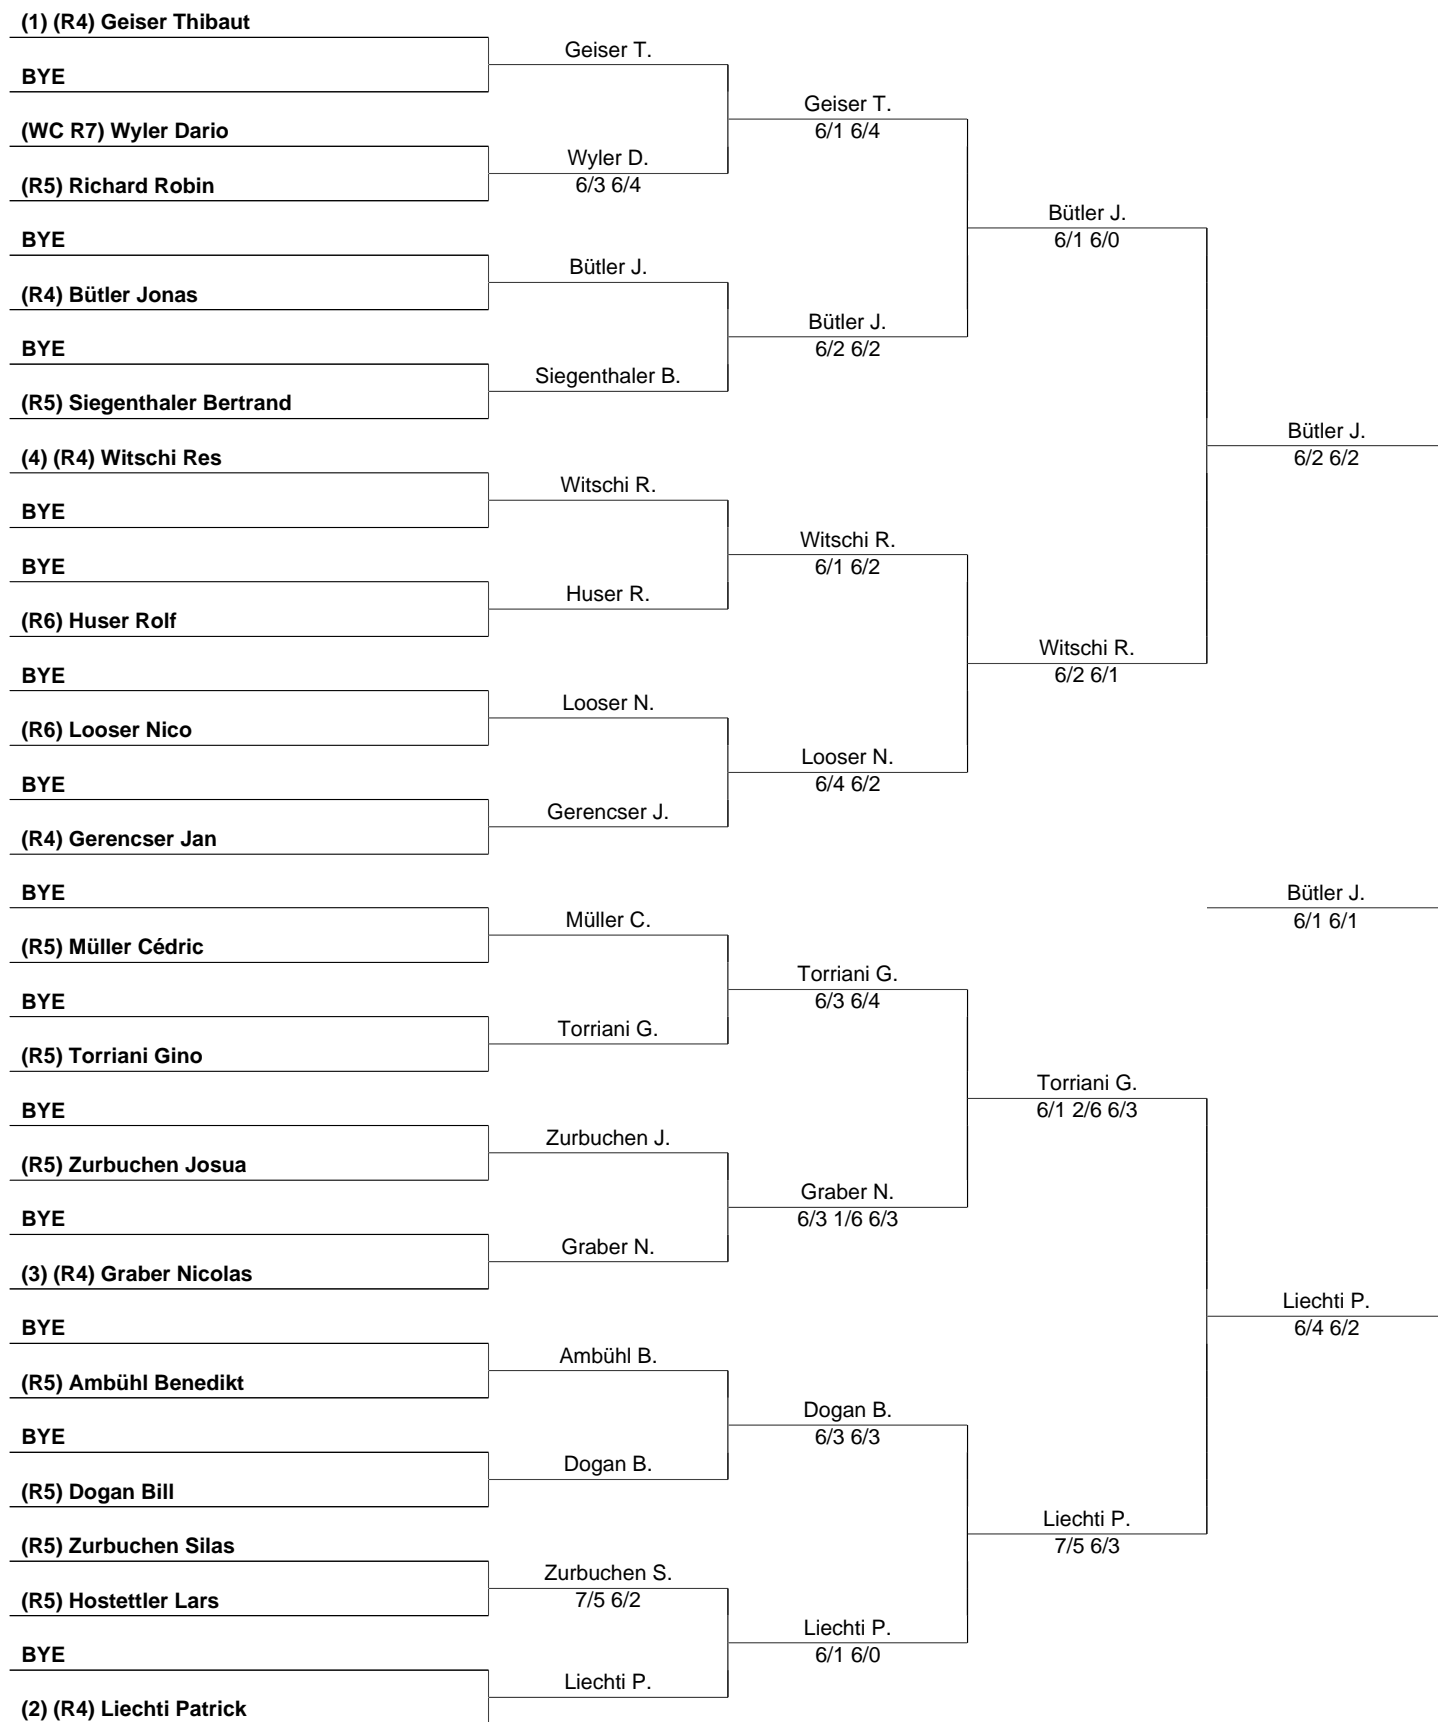 (1) (R4) Geiser Thibaut
BYE
(WC R7) Wyler Dario
(R5) Richard Robin
BYE
(R4) Bütler Jonas
BYE
(R5) Siegenthaler Bertrand
(4) (R4) Witschi Res
BYE
BYE
(R6) Huser Rolf
BYE
(R6) Looser Nico
BYE
(R4) Gerencser Jan
BYE
(R5) Müller Cédric
BYE
(R5) Torriani Gino
BYE
(R5) Zurbuchen Josua
BYE
(3) (R4) Graber Nicolas
BYE
(R5) Ambühl Benedikt
BYE
(R5) Dogan Bill
(R5) Zurbuchen Silas
(R5) Hostettler Lars
BYE
(2) (R4) Liechti Patrick
Geiser T.
Wyler D.
6/3 6/4
Bütler J.
Siegenthaler B.
Witschi R.
Huser R.
Looser N.
Gerencser J.
Müller C.
Torriani G.
Zurbuchen J.
Graber N.
Ambühl B.
Dogan B.
Zurbuchen S.
7/5 6/2
Liechti P.
Geiser T.
6/1 6/4
Bütler J.
6/2 6/2
Witschi R.
6/1 6/2
Looser N.
6/4 6/2
Torriani G.
6/3 6/4
Graber N.
6/3 1/6 6/3
Dogan B.
6/3 6/3
Liechti P.
6/1 6/0
Bütler J.
6/1 6/0
Witschi R.
6/2 6/1
Torriani G.
6/1 2/6 6/3
Liechti P.
7/5 6/3
Bütler J.
6/2 6/2
Bütler J.
6/1 6/1
Liechti P.
6/4 6/2